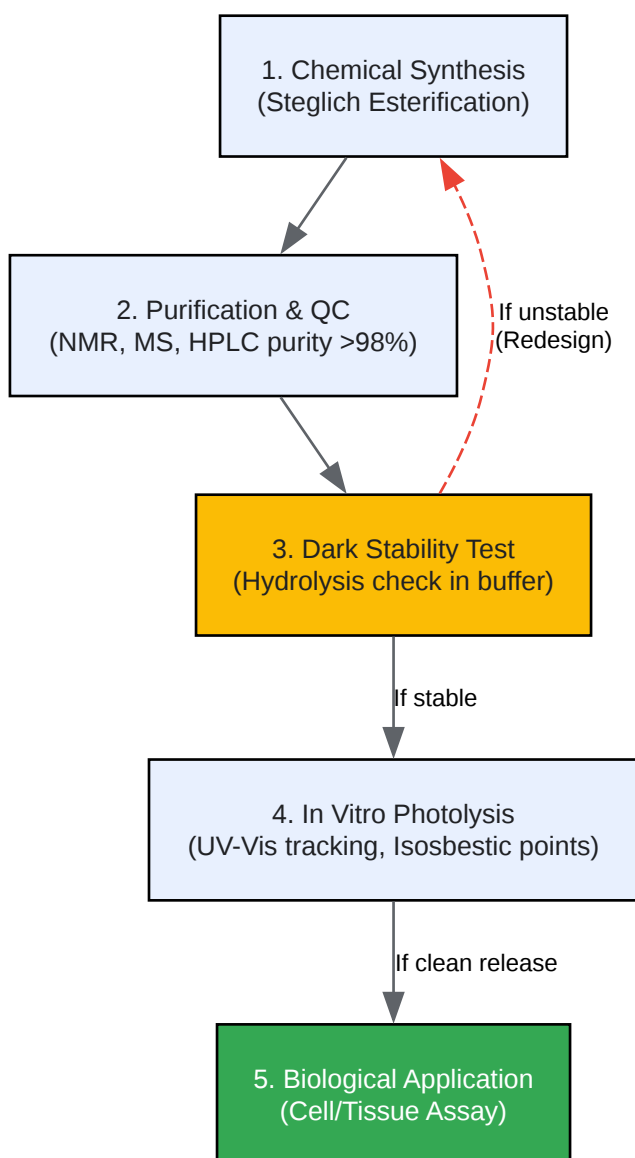 1. Chemical Synthesis
(Steglich Esterification)
2. Purification & QC
(NMR, MS, HPLC purity >98%)
If unstable
(Redesign)
3. Dark Stability Test
(Hydrolysis check in buffer)
If stable
4. In Vitro Photolysis
(UV-Vis tracking, Isosbestic points)
If clean release
5. Biological Application
(Cell/Tissue Assay)